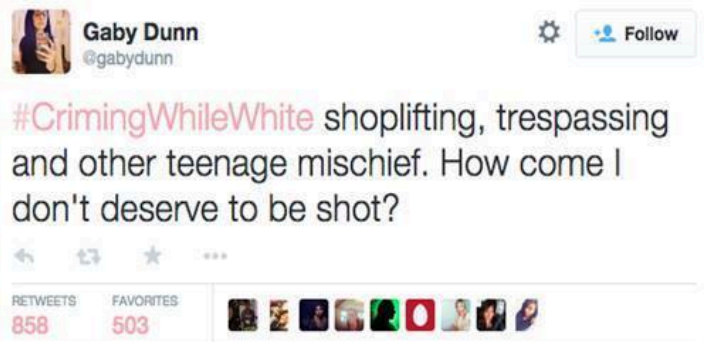 Gaby Dunn
@gabydunn
Follow
#CrimingWhileWhite shoplifting, trespassing
and other teenage mischief. How come I
don't deserve to be shot?
RETWEETS FAVORITES
858 503